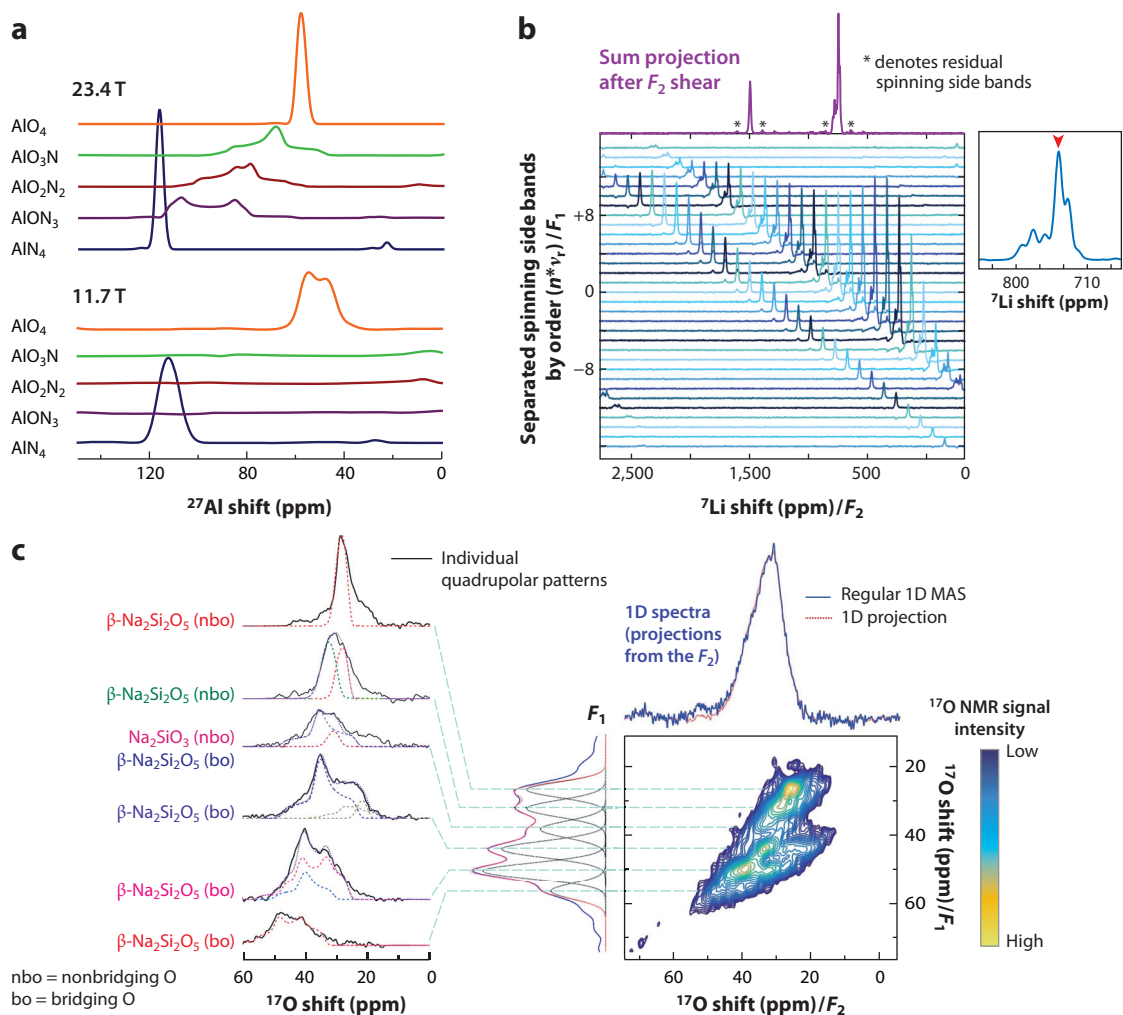 a
23.4 T
AlO4
AlO3N
AlO2N2
AlON3
AlN4
11.7 T
AlO4
AlO3N
AlO2N2
AlON3
AlN4
120
80
40
0
27Al shift (ppm)
b
Sum projection
after F2 shear
* denotes residual
spinning side bands
* * * *
Separated spinning side bands
by order (n*νr)/F1
+8
0
−8
2,500
1,500
500
0
7Li shift (ppm)/F2
800
710
7Li shift (ppm)
c
Individual
quadrupolar patterns
β-Na2Si2O5 (nbo)
β-Na2Si2O5 (nbo)
Na2SiO3 (nbo)
β-Na2Si2O5 (bo)
β-Na2Si2O5 (bo)
β-Na2Si2O5 (bo)
β-Na2Si2O5 (bo)
60
40
20
0
17O shift (ppm)
nbo = nonbridging O
bo = bridging O
1D spectra
(projections
from the F2)
Regular 1D MAS
1D projection
F1
20
40
60
17O shift (ppm)/F1
60
40
20
0
17O shift (ppm)/F2
17O NMR signal
intensity
Low
High